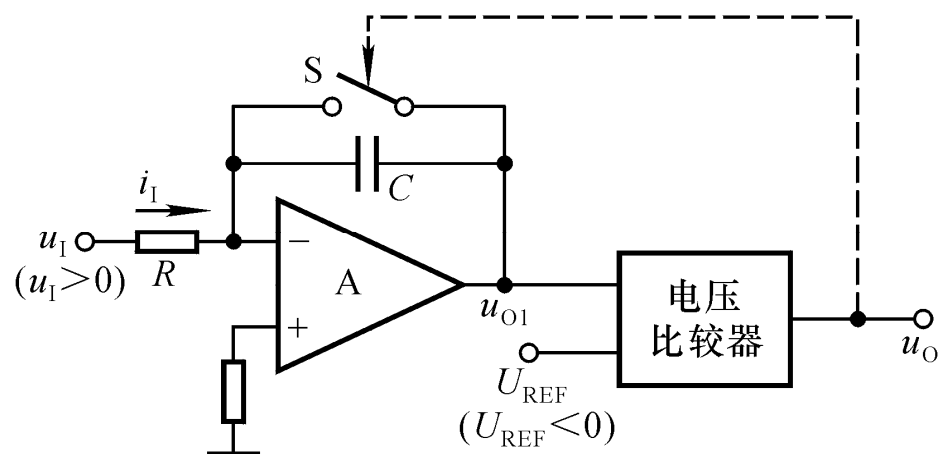 S
C
i_I
u_I
(u_I>0)
R
−
A
+
u_O1
电压
比较器
U_REF
(U_REF<0)
u_O